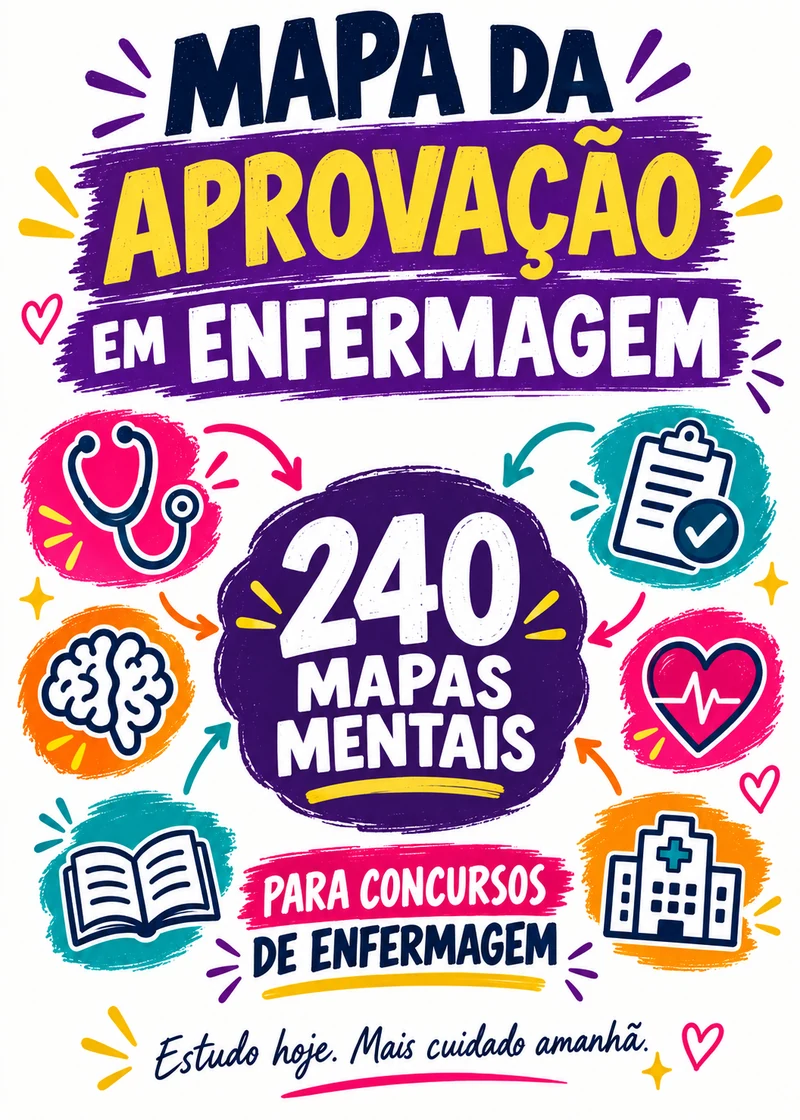 MAPA DA
APROVAÇÃO
EM ENFERMAGEM
240
MAPAS
MENTAIS
PARA CONCURSOS
DE ENFERMAGEM
Estudo hoje. Mais cuidado amanhã.